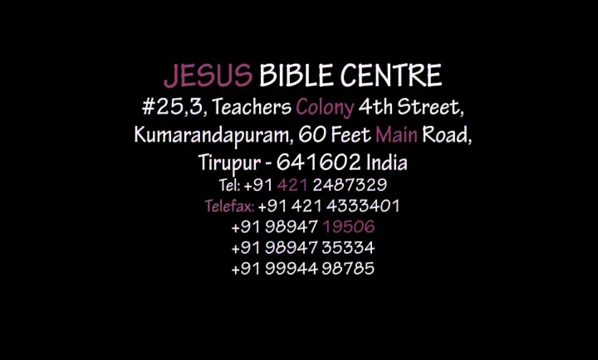 JESUS BIBLE CENTRE
#25,3, Teachers Colony 4th Street,
Kumarandapuram, 60 Feet Main Road,
Tirupur - 641602 India
Tel: +91 421 2487329
Telefax: +91 421 4333401
+91 98947 19506
+91 98947 35334
+91 99944 98785